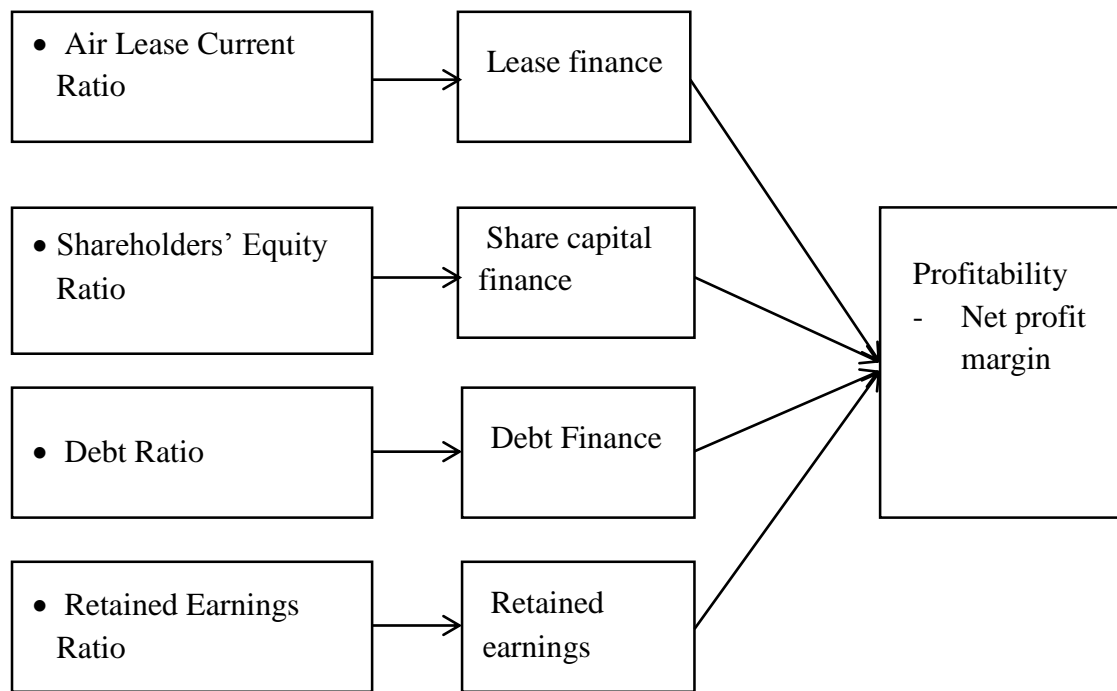 • Air Lease Current
Ratio
Lease finance
• Shareholders’ Equity
Ratio
Share capital
finance
Profitability
- Net profit
margin
• Debt Ratio
Debt Finance
• Retained Earnings
Ratio
Retained
earnings